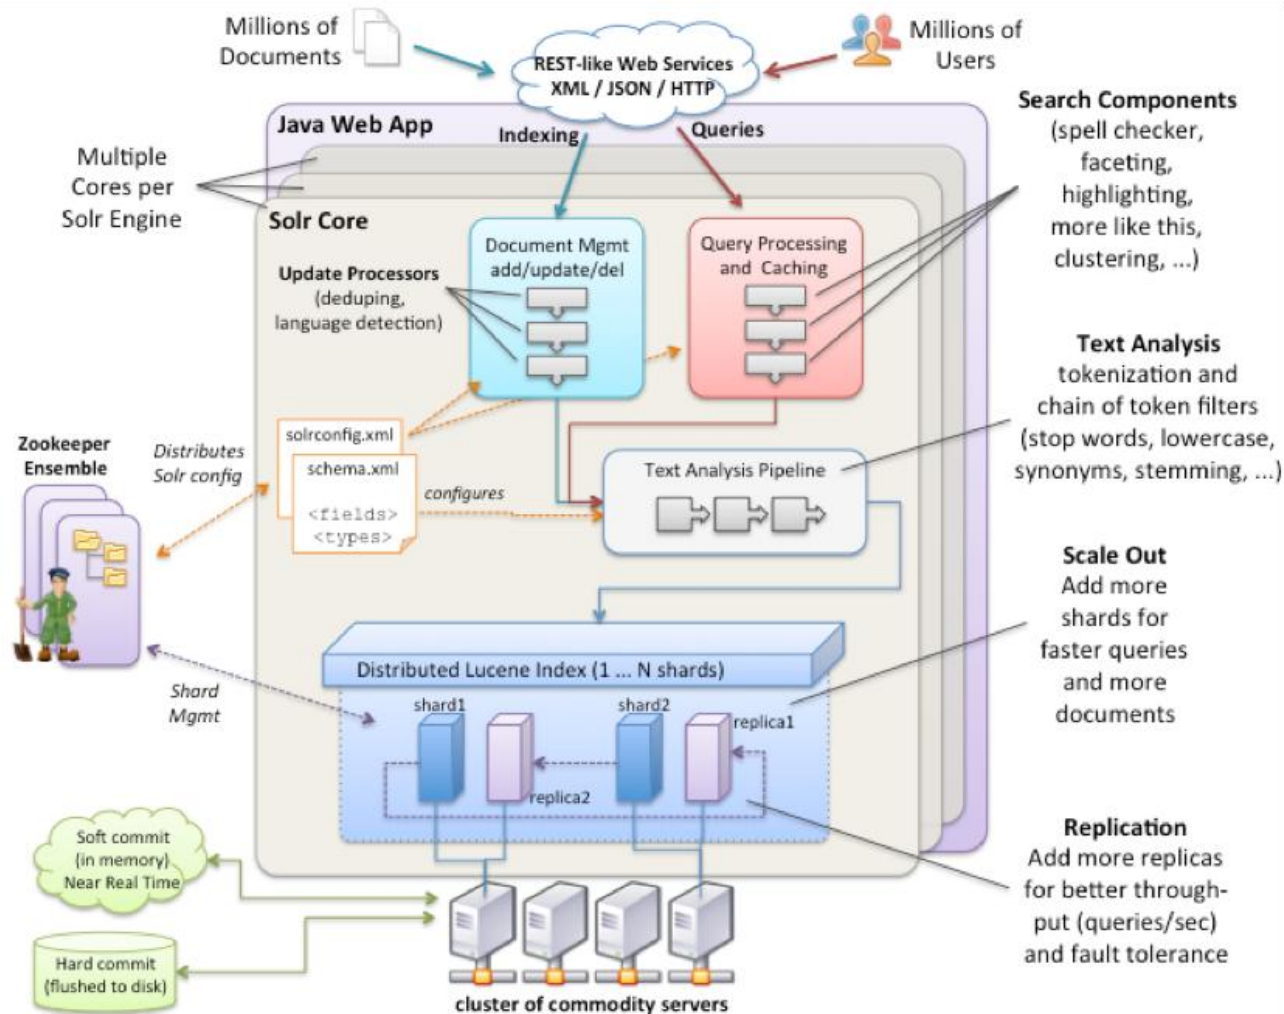 Millions of
Documents
REST-like Web Services
XML / JSON / HTTP
Millions of
Users
Java Web App
Indexing
Queries
Search Components
(spell checker,
faceting,
highlighting,
more like this,
clustering, ...)
Multiple
Cores per
Solr Engine
Solr Core
Document Mgmt
add/update/del
Query Processing
and Caching
Update Processors
(deduping,
language detection)
Text Analysis
tokenization and
chain of token filters
(stop words, lowercase,
synonyms, stemming, ...)
Zookeeper
Ensemble
Distributes
Solr config
solrconfig.xml
schema.xml
<fields>
<types>
configures
Text Analysis Pipeline
Scale Out
Add more
shards for
faster queries
and more
documents
Distributed Lucene Index (1 ... N shards)
Shard
Mgmt
shard1
replica2
shard2
replica1
Replication
Add more replicas
for better through-
put (queries/sec)
and fault tolerance
Soft commit
(in memory)
Near Real Time
Hard commit
(flushed to disk)
cluster of commodity servers